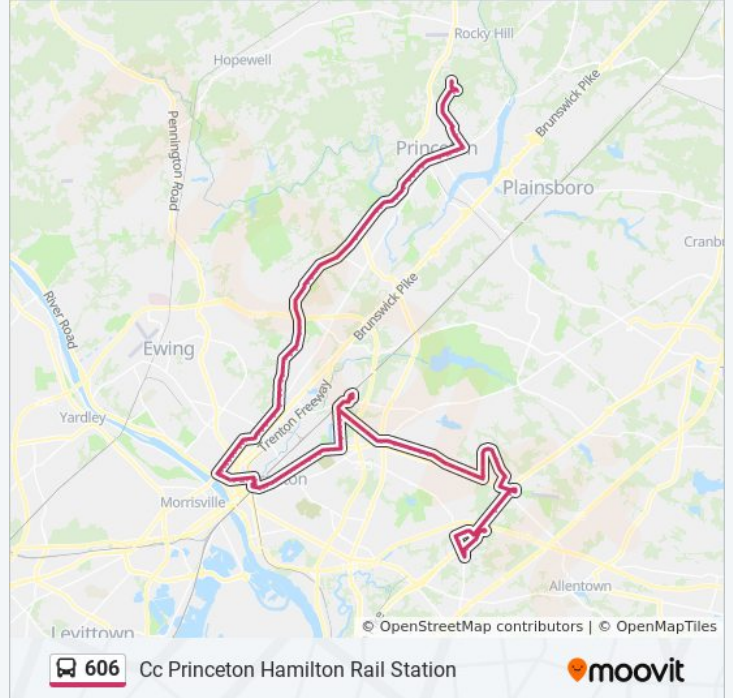 Rocky Hill
Hopewell
Brunswick Pike
Pennington Road
Princeton
Plainsboro
Cranb
River Road
Brunswick Pike
Ewing
Yardley
Trenton Freeway
ton
Morrisville
Allentown
© OpenStreetMap contributors | © OpenMapTiles
Levittown
606 Cc Princeton Hamilton Rail Station
moovit